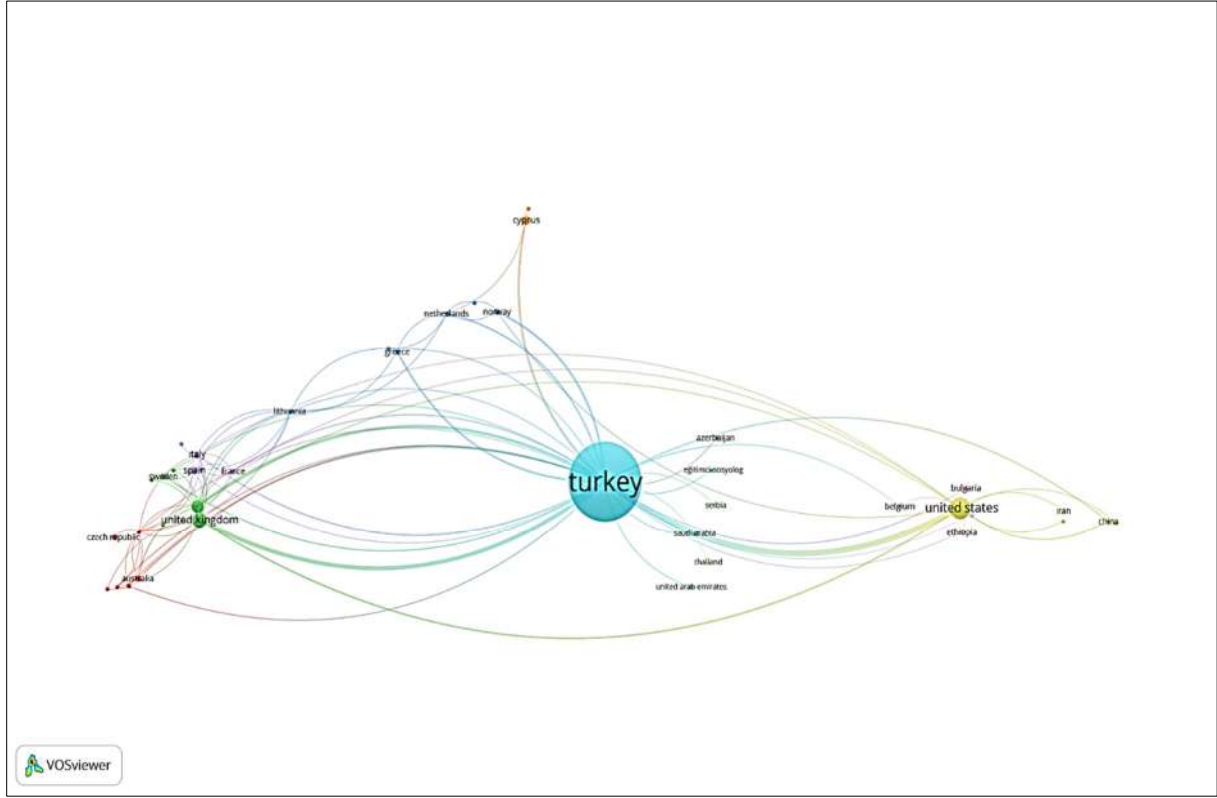 cyprus
netherlands
norway
greece
lithuania
azerbaijan
italy
spain
france
sweden
turkey
serbia
bulgaria
belgium
united states
iran
china
united kingdom
saudi arabia
ethiopia
czech republic
thailand
australia
united arab emirates
VOSviewer